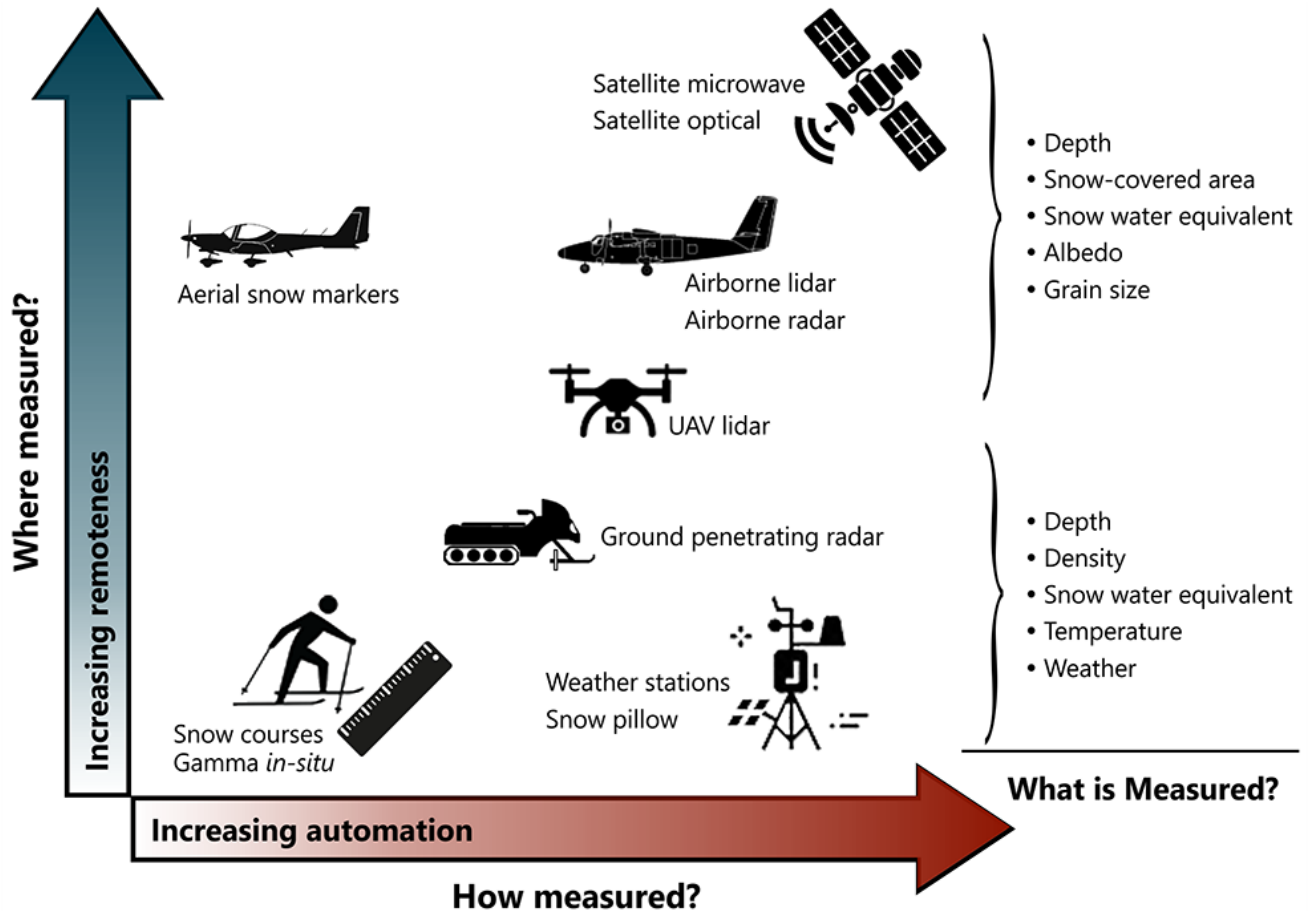 Where measured?
Increasing remoteness
Satellite microwave
Satellite optical
Aerial snow markers
Airborne lidar
Airborne radar
UAV lidar
Ground penetrating radar
Snow courses
Gamma in-situ
Weather stations
Snow pillow
• Depth
• Snow-covered area
• Snow water equivalent
• Albedo
• Grain size
• Depth
• Density
• Snow water equivalent
• Temperature
• Weather
What is Measured?
Increasing automation
How measured?